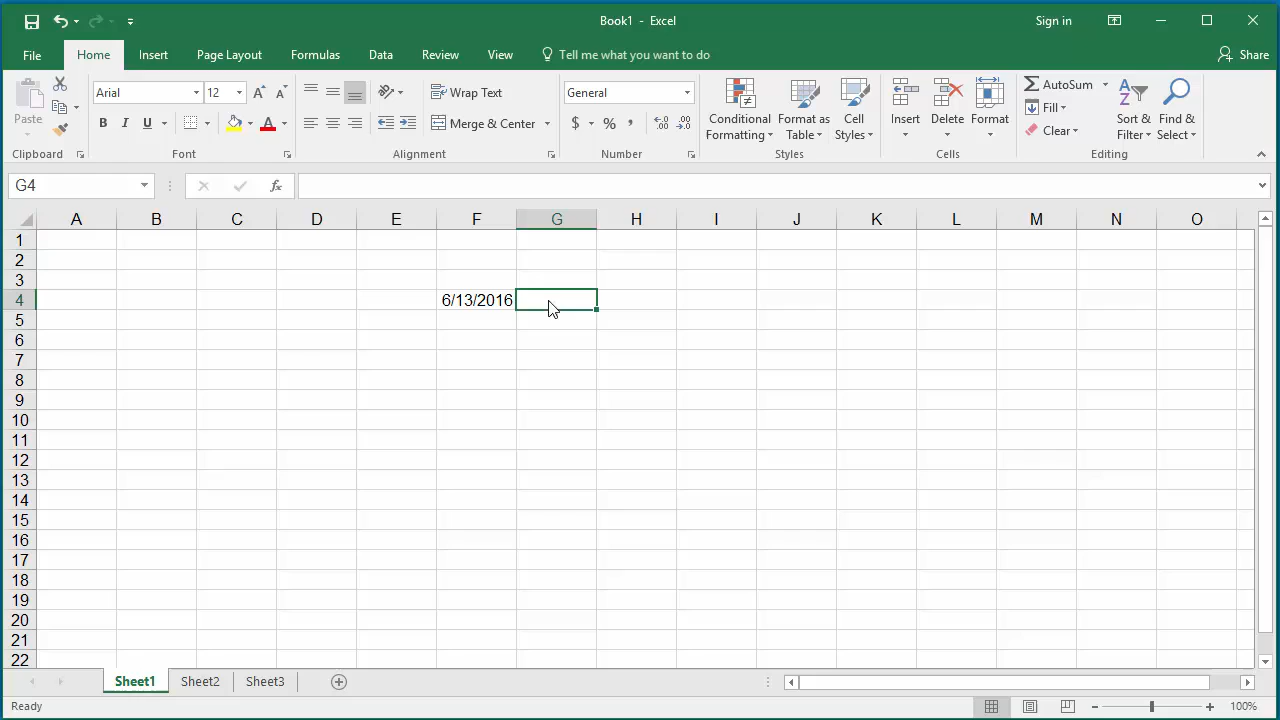 Book1 - Excel
Sign in
File Home Insert Page Layout Formulas Data Review View Tell me what you want to do Share
Arial 12
Wrap Text
General
AutoSum
Fill
Clear
Paste
B I U
Merge & Center
$ % ,
Conditional Formatting
Format as Table
Cell Styles
Insert
Delete
Format
Sort & Filter
Find & Select
Clipboard Font Alignment Number Styles Cells Editing
G4
fx
A B C D E F G H I J K L M N O
1
2
3
4 6/13/2016
5
6
7
8
9
10
11
12
13
14
15
16
17
18
19
20
21
22
Sheet1 Sheet2 Sheet3
Ready
100%